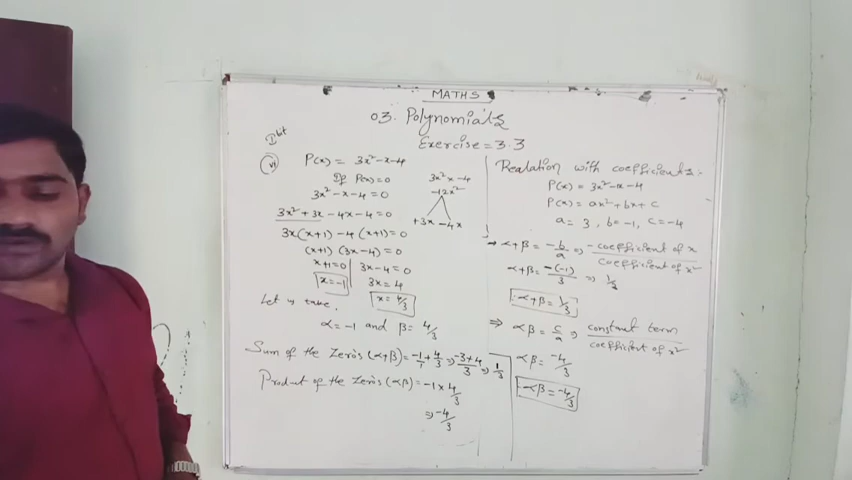 MATHS
03. Polynomials
Exercise = 3.3
I bit
(vi) P(x) = 3x²-x-4
If P(x)=0
3x²-x-4=0
3x²+3x-4x-4=0
3x(x+1)-4(x+1)=0
(x+1) (3x-4)=0
x+1=0 | 3x-4=0
x=-1 3x=4
x=4/3
3x² x -4
-12x²
+3x -4x
Let us take,
α=-1 and β=4/3
Sum of the Zeros (α+β)=-1/1+4/3 ⇒ -3+4/3 ⇒ 1/3
Product of the Zeros (αβ)=-1×4/3
⇒ -4/3
Realation with coefficients:-
P(x)=3x²-x-4
P(x)=ax²+bx+c
a=3, b=-1, c=-4
⇒ α+β=-b/a ⇒ -coefficient of x/coefficient of x²
α+β=-(-1)/3 ⇒ 1/3
α+β=1/3
⇒ αβ=c/a ⇒ constant term/coefficient of x²
αβ=-4/3
αβ=-4/3